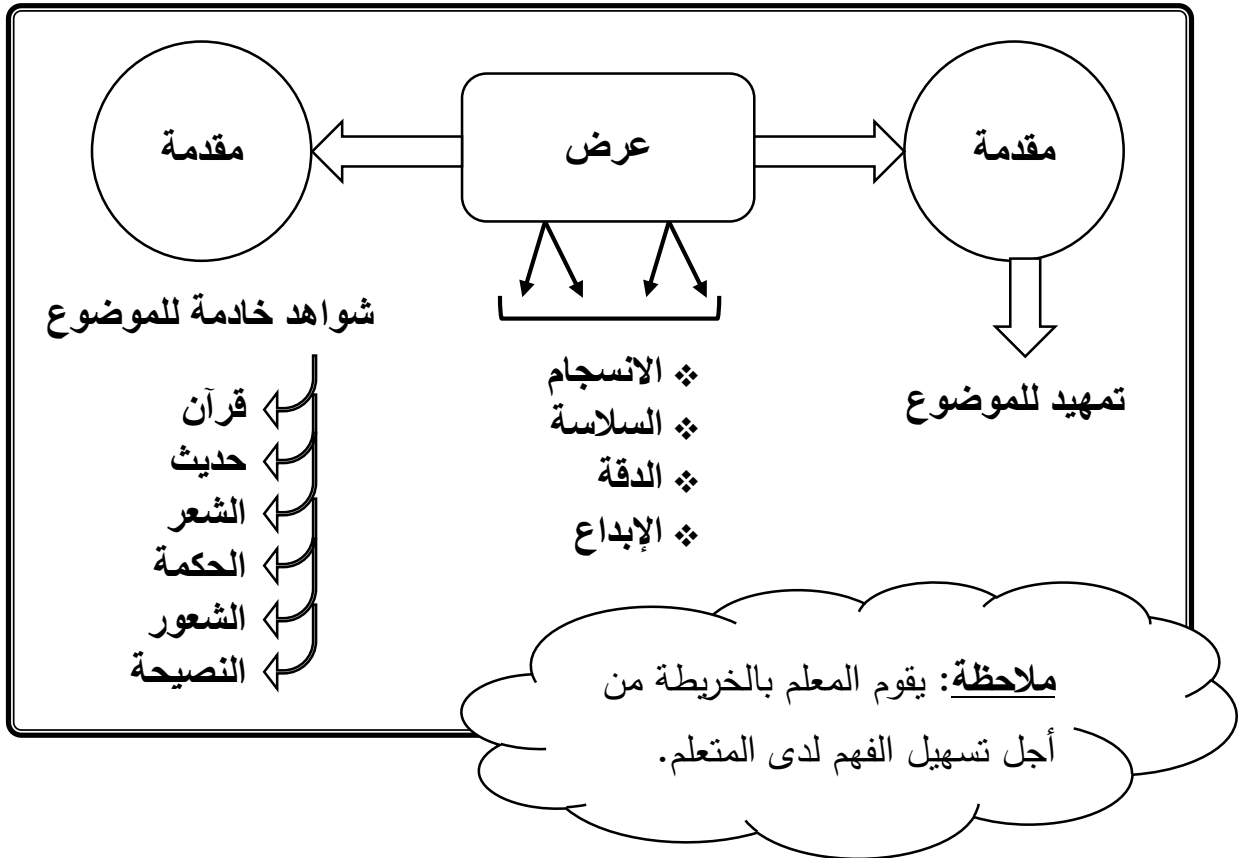 مقدمة
عرض
مقدمة
تمهيد للموضوع
❖ الانسجام
❖ السلاسة
❖ الدقة
❖ الإبداع
شواهد خادمة للموضوع
قرآن
حديث
الشعر
الحكمة
الشعور
النصيحة
ملاحظة: يقوم المعلم بالخريطة من
أجل تسهيل الفهم لدى المتعلم.